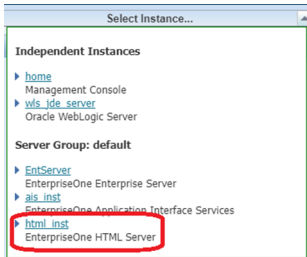 Select Instance...
Independent Instances
home
Management Console
wls_jde_server
Oracle WebLogic Server
Server Group: default
EntServer
EnterpriseOne Enterprise Server
ais_inst
EnterpriseOne Application Interface Services
html_inst
EnterpriseOne HTML Server